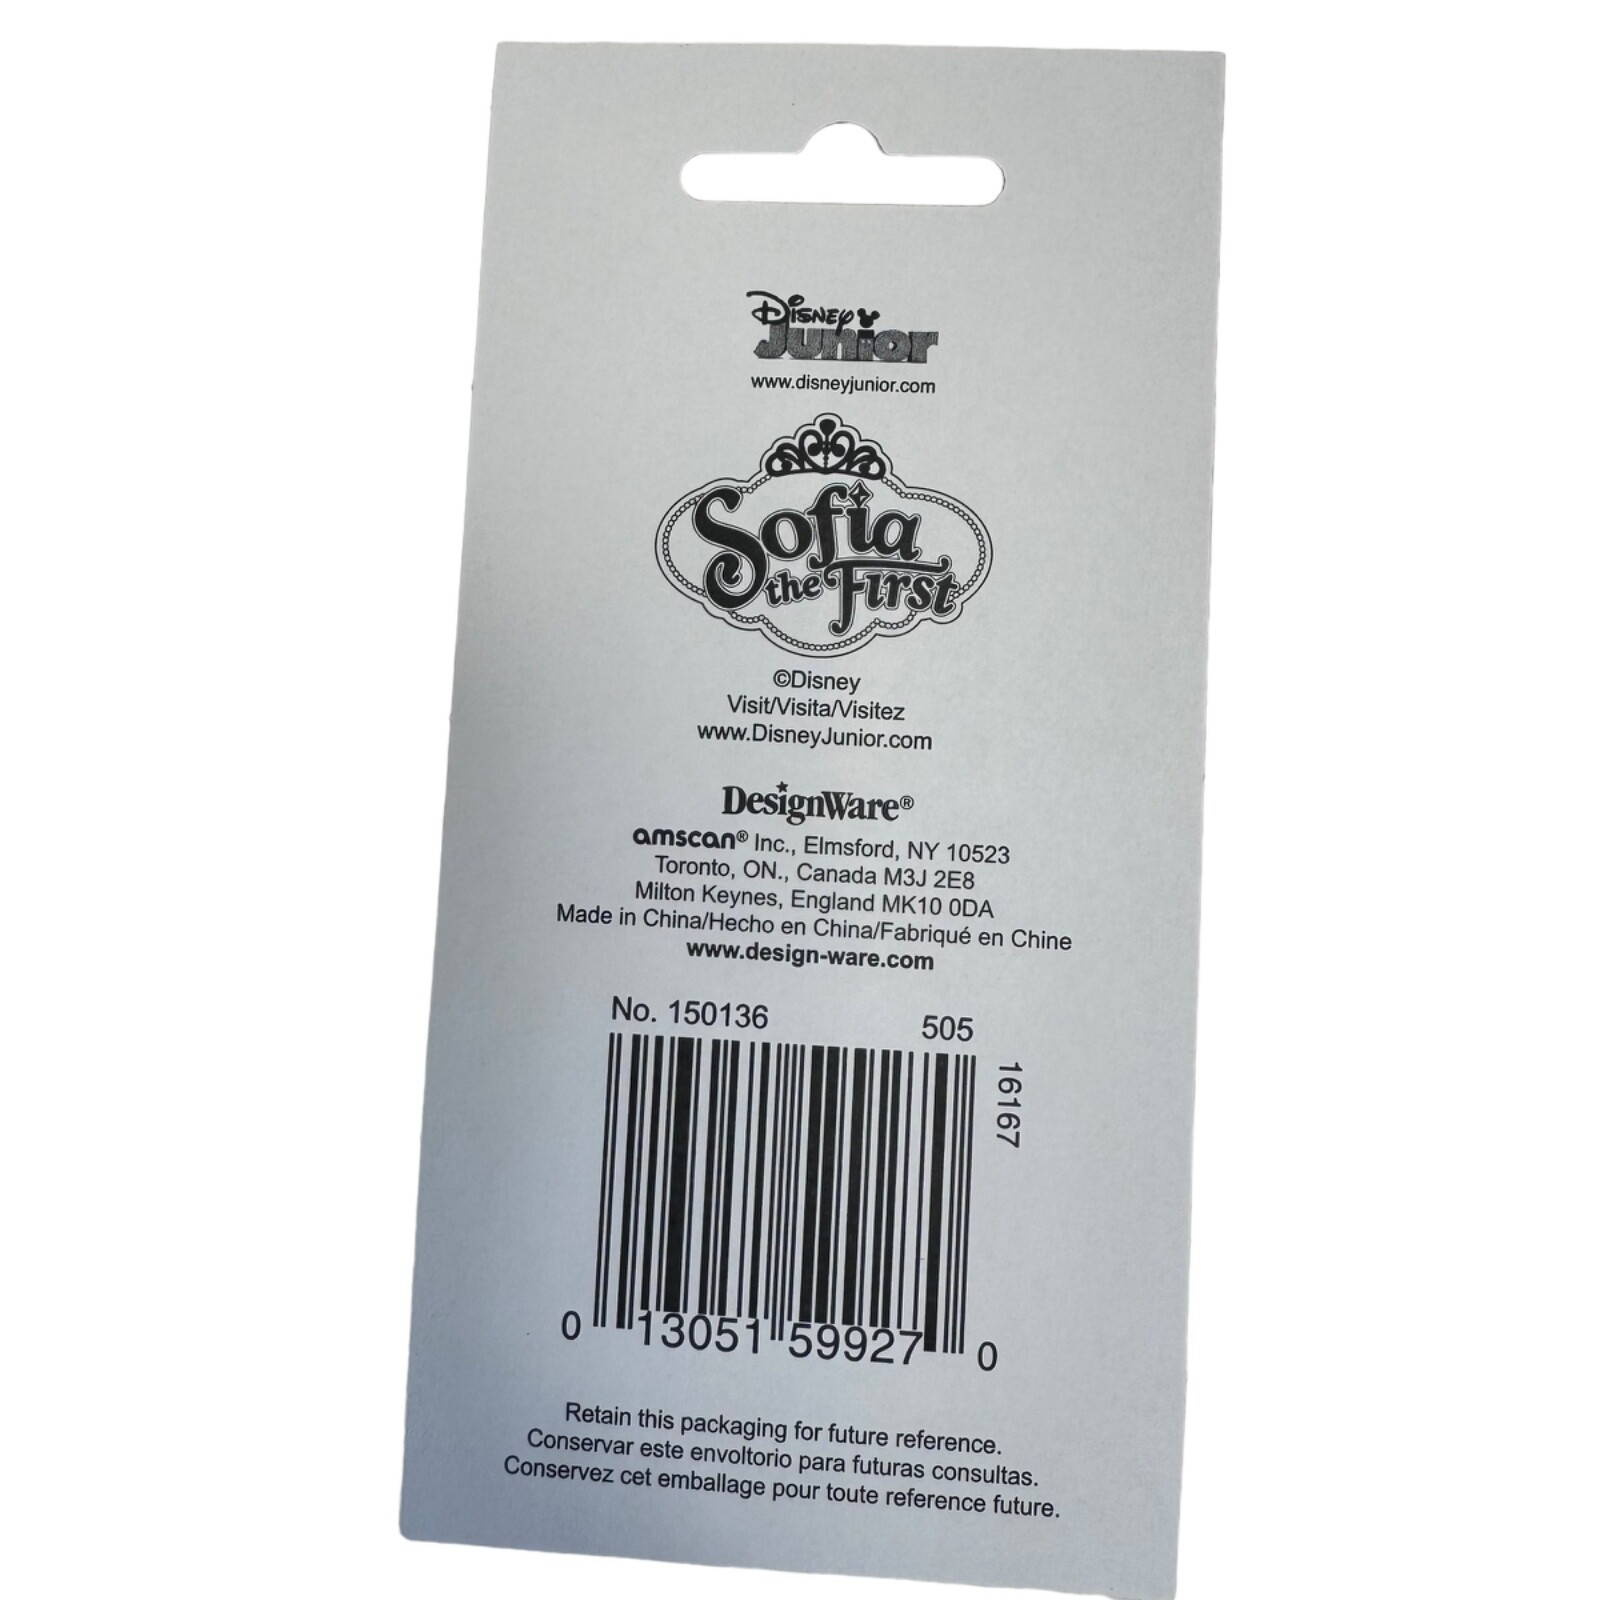 Disney
Junior
www.disneyjunior.com
Sofia
the First
©Disney
Visit/Visita/Visitez
www.DisneyJunior.com
DesignWare®
amscan® Inc., Elmsford, NY 10523
Toronto, ON., Canada M3J 2E8
Milton Keynes, England MK10 0DA
Made in China/Hecho en China/Fabriqué en Chine
www.design-ware.com
No. 150136 505
16167
0 13051 59927 0
Retain this packaging for future reference.
Conservar este envoltorio para futuras consultas.
Conservez cet emballage pour toute reference future.